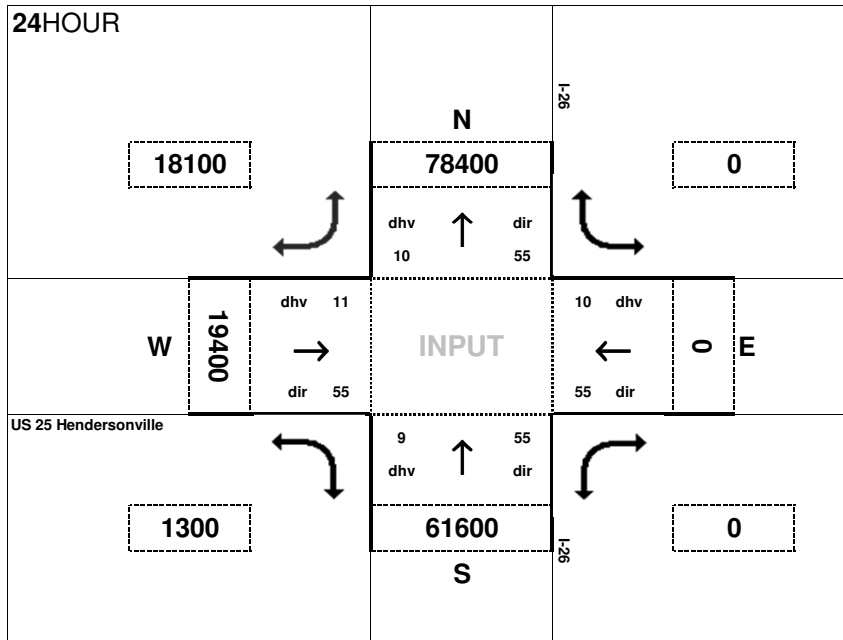 24HOUR
I-26
N
18100
78400
0
dhv
dir
10
55
dhv
11
10
dhv
W
19400
INPUT
0
E
dir
55
55
dir
US 25 Hendersonville
9
55
dhv
dir
1300
61600
0
I-26
S